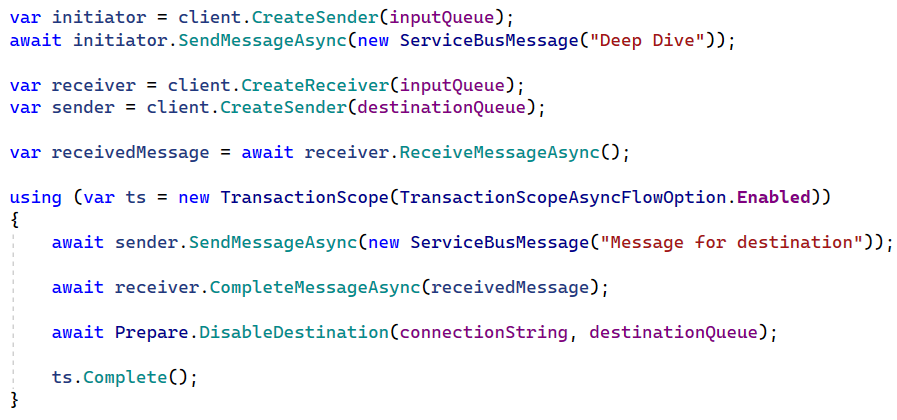 var initiator = client.CreateSender(inputQueue);
await initiator.SendMessageAsync(new ServiceBusMessage("Deep Dive"));
var receiver = client.CreateReceiver(inputQueue);
var sender = client.CreateSender(destinationQueue);
var receivedMessage = await receiver.ReceiveMessageAsync();
using (var ts = new TransactionScope(TransactionScopeAsyncFlowOption.Enabled))
{
    await sender.SendMessageAsync(new ServiceBusMessage("Message for destination"));
    await receiver.CompleteMessageAsync(receivedMessage);
    await Prepare.DisableDestination(connectionString, destinationQueue);
    ts.Complete();
}